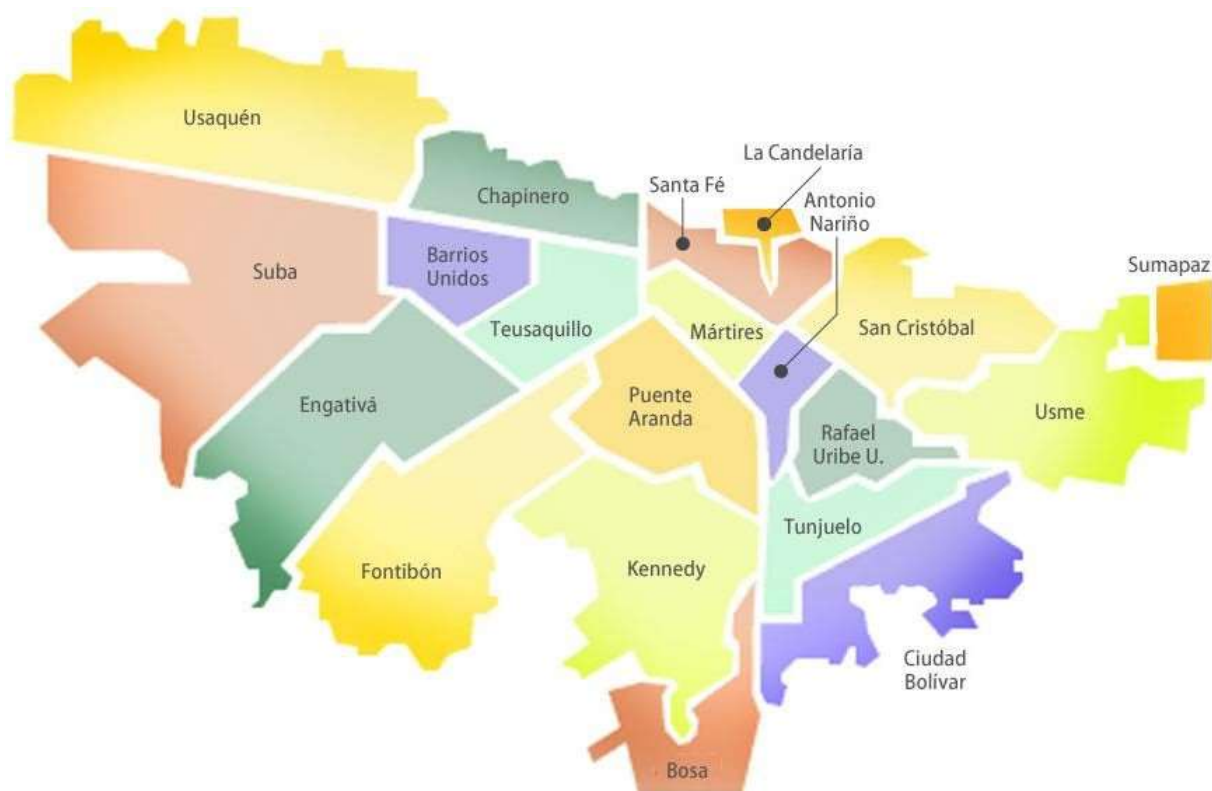 Usaquén
La Candelaría
Santa Fé
Antonio
Nariño
Chapinero
Barrios
Unidos
Suba
Sumapaz
Teusaquillo
Mártires
San Cristóbal
Engativá
Puente
Aranda
Usme
Rafael
Uribe U.
Tunjuelo
Fontibón
Kennedy
Ciudad
Bolívar
Bosa